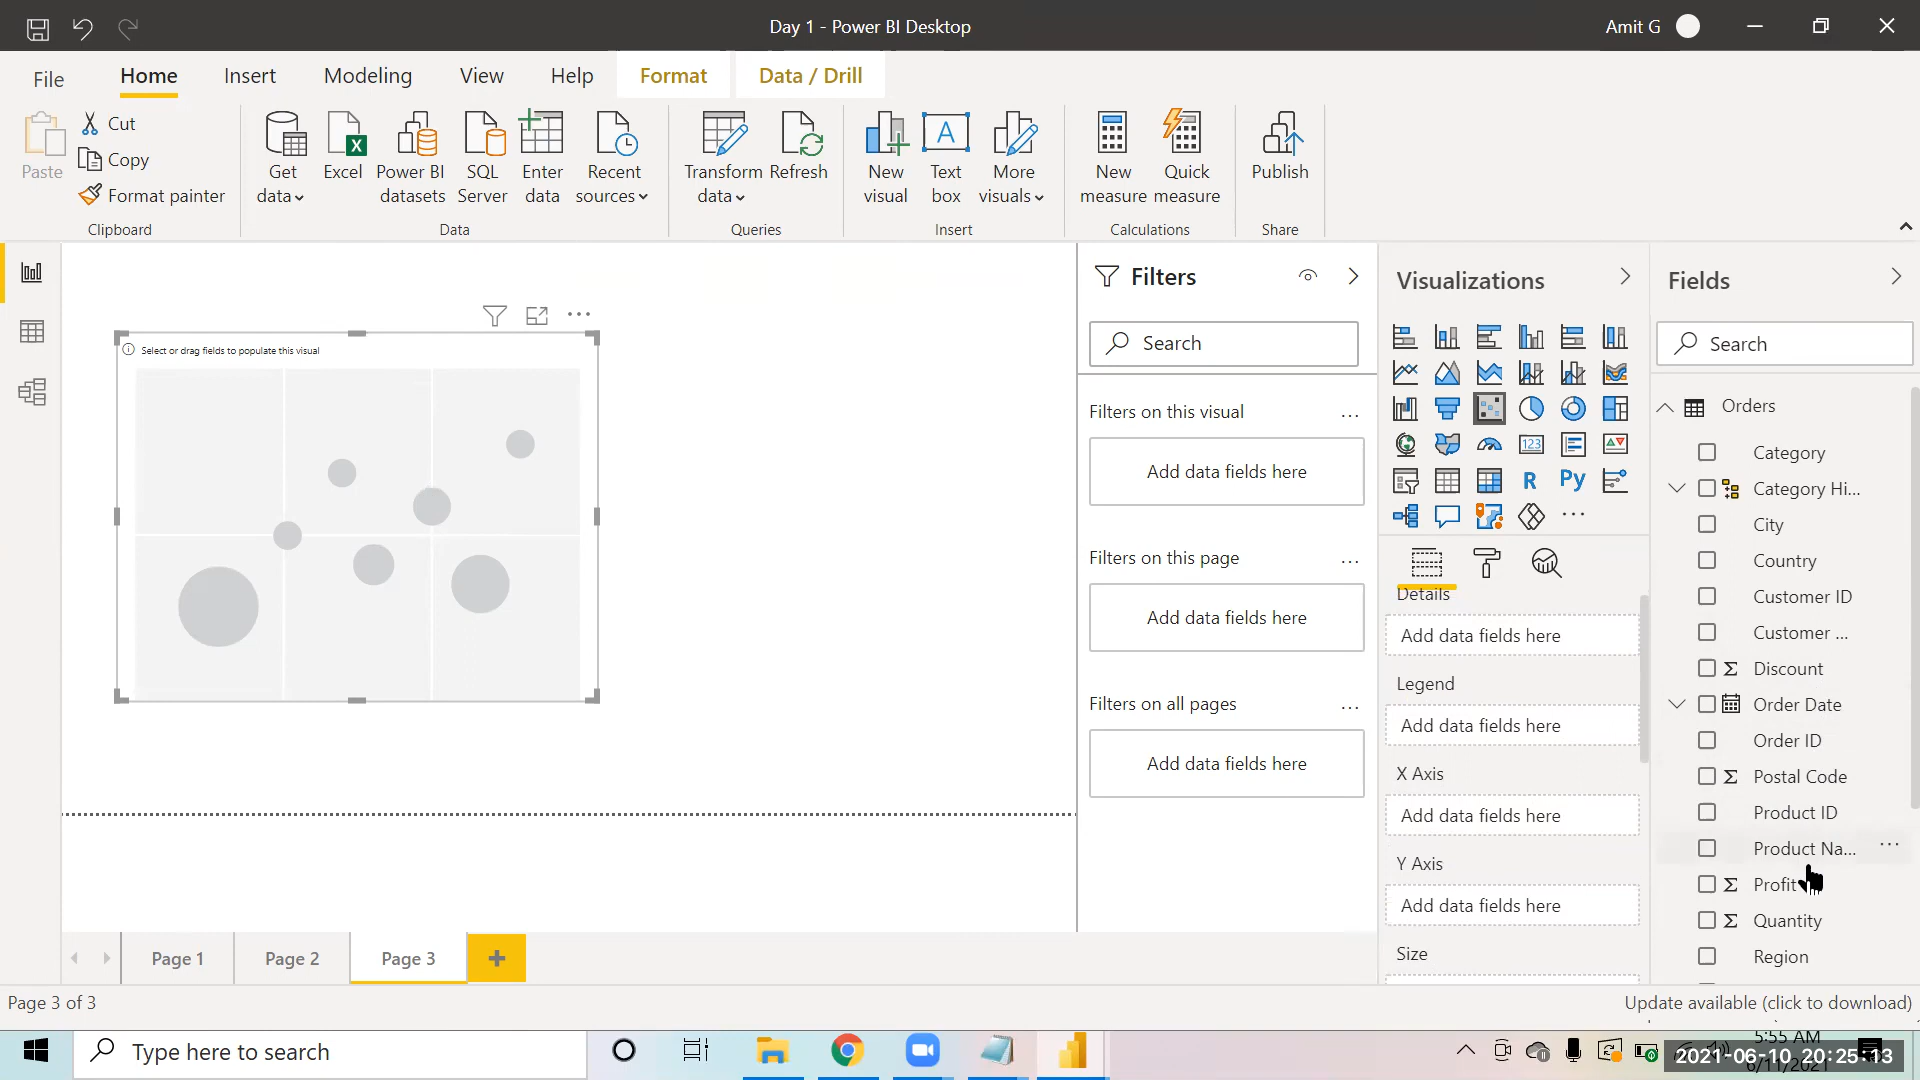 Day 1 - Power BI Desktop
Amit G
File
Home
Insert
Modeling
View
Help
Format
Data / Drill
Paste
Cut
Copy
Format painter
Clipboard
Get
data
Excel
Power BI
datasets
SQL
Server
Enter
data
Recent
sources
Data
Transform
data
Refresh
Queries
New
visual
A
Text
box
More
visuals
Insert
New
measure
Quick
measure
Calculations
Publish
Share
Select or drag fields to populate this visual
Filters
Search
Filters on this visual
Add data fields here
Filters on this page
Add data fields here
Filters on all pages
Add data fields here
Visualizations
123
R
Py
Details
Add data fields here
Legend
Add data fields here
X Axis
Add data fields here
Y Axis
Add data fields here
Size
Fields
Search
Orders
Category
Category Hi...
City
Country
Customer ID
Customer ...
Σ Discount
Order Date
Order ID
Σ Postal Code
Product ID
Product Na...
Σ Profit
Σ Quantity
Region
Page 1
Page 2
Page 3
+
Page 3 of 3
Update available (click to download)
Type here to search
5:55 AM
2021-06-10 20:25:13